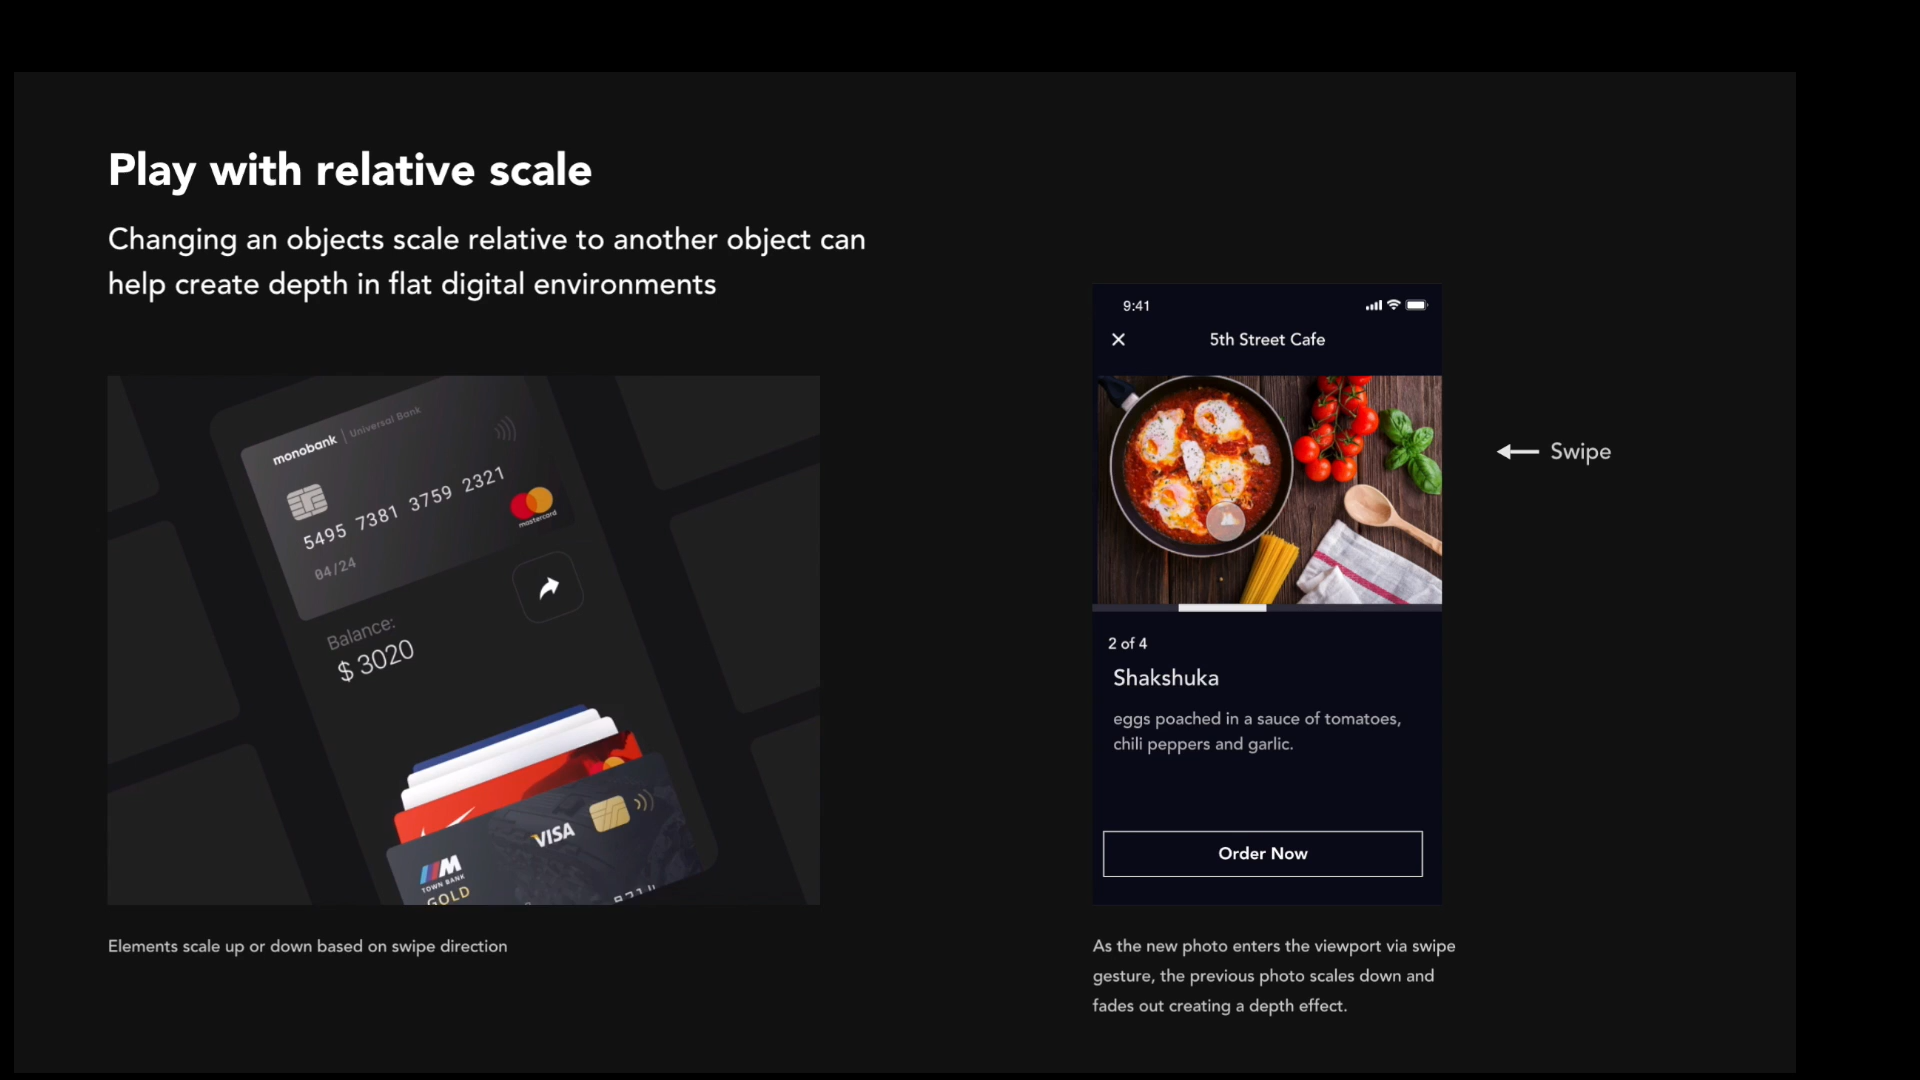 Play with relative scale
Changing an objects scale relative to another object can
help create depth in flat digital environments
monobank | Universal Bank
5495 7381 3759 2321
mastercard
04/24
Balance:
$ 3020
VISA
M
TOWN BANK
GOLD
Elements scale up or down based on swipe direction
9:41
5th Street Cafe
Swipe
2 of 4
Shakshuka
eggs poached in a sauce of tomatoes,
chili peppers and garlic.
Order Now
As the new photo enters the viewport via swipe
gesture, the previous photo scales down and
fades out creating a depth effect.